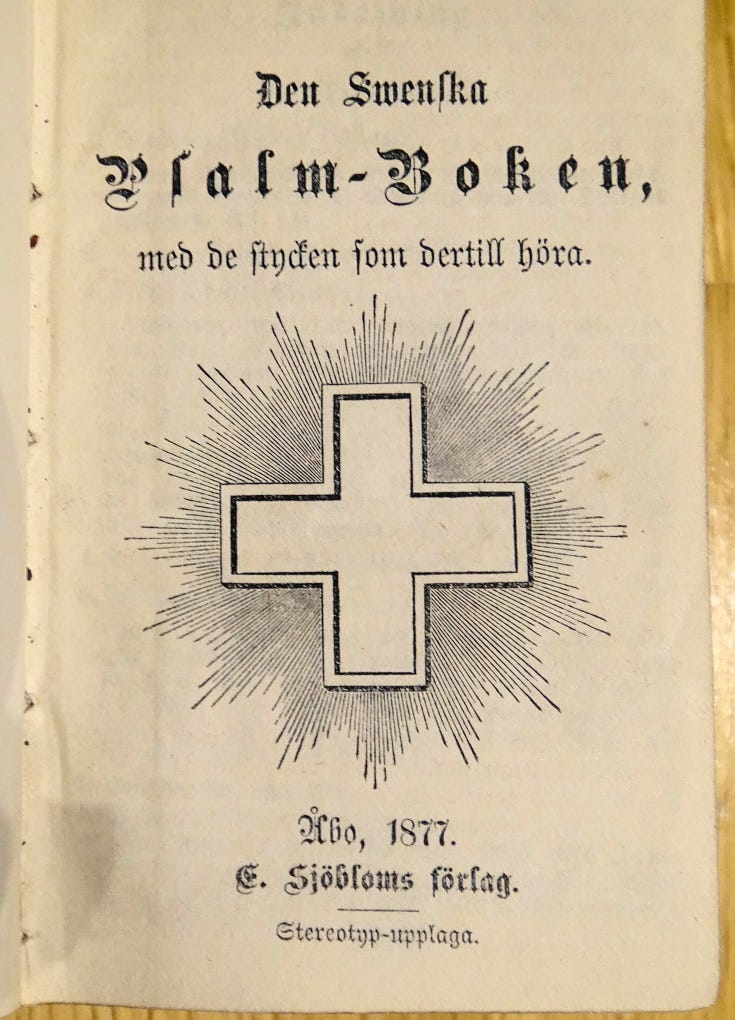 Den Swenſka
Pſalm-Boken,
med de ſtycken ſom dertill höra.
Åbo, 1877.
E. Sjöbloms förlag.
Stereotyp-upplaga.